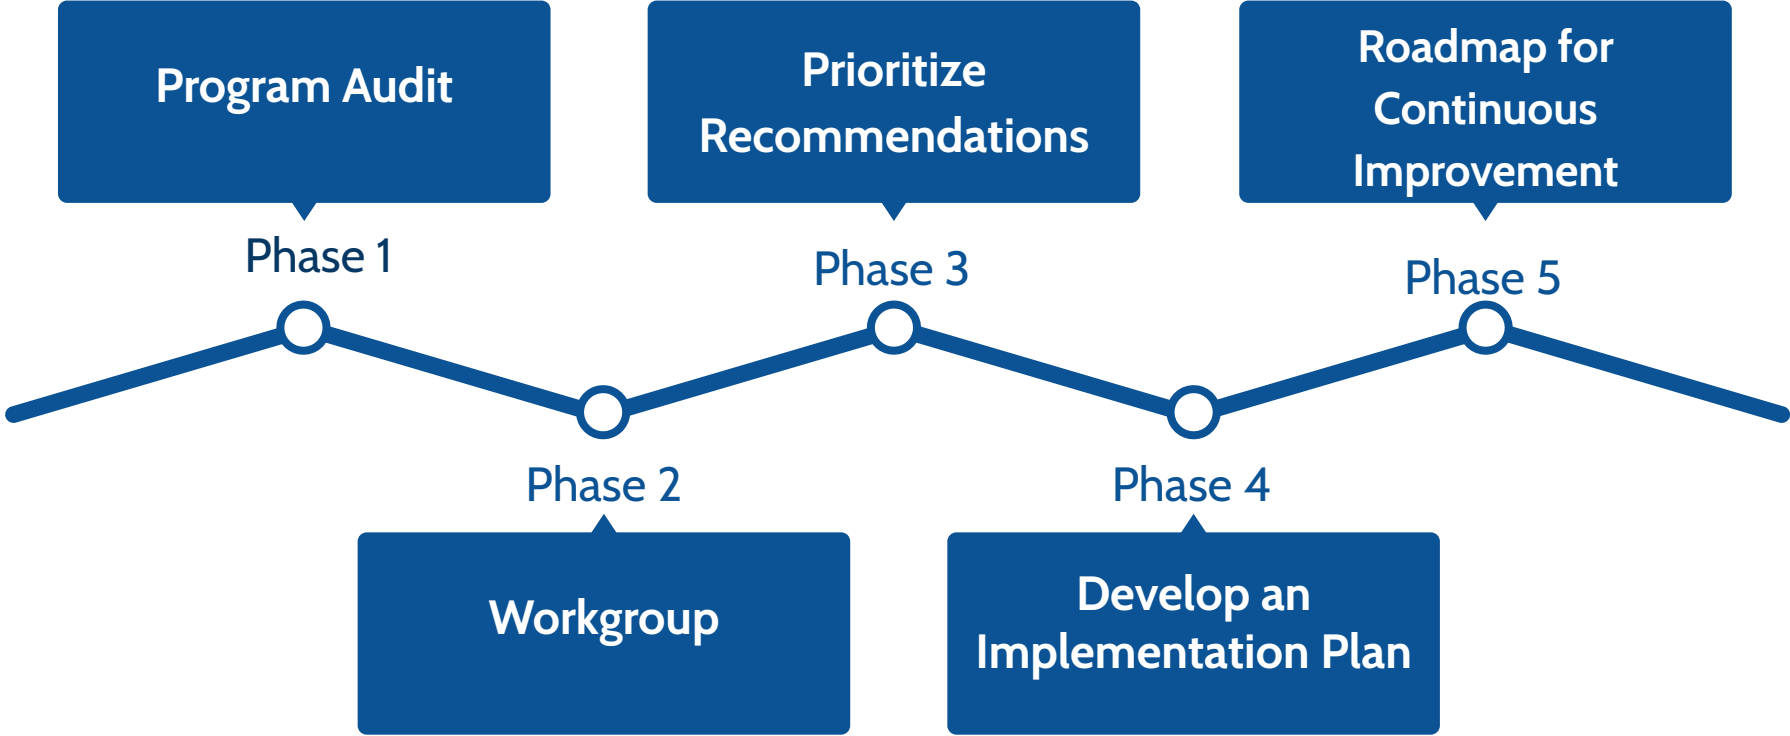 Program Audit
Phase 1
Phase 2
Workgroup
Prioritize
Recommendations
Phase 3
Phase 4
Develop an
Implementation Plan
Roadmap for
Continuous
Improvement
Phase 5